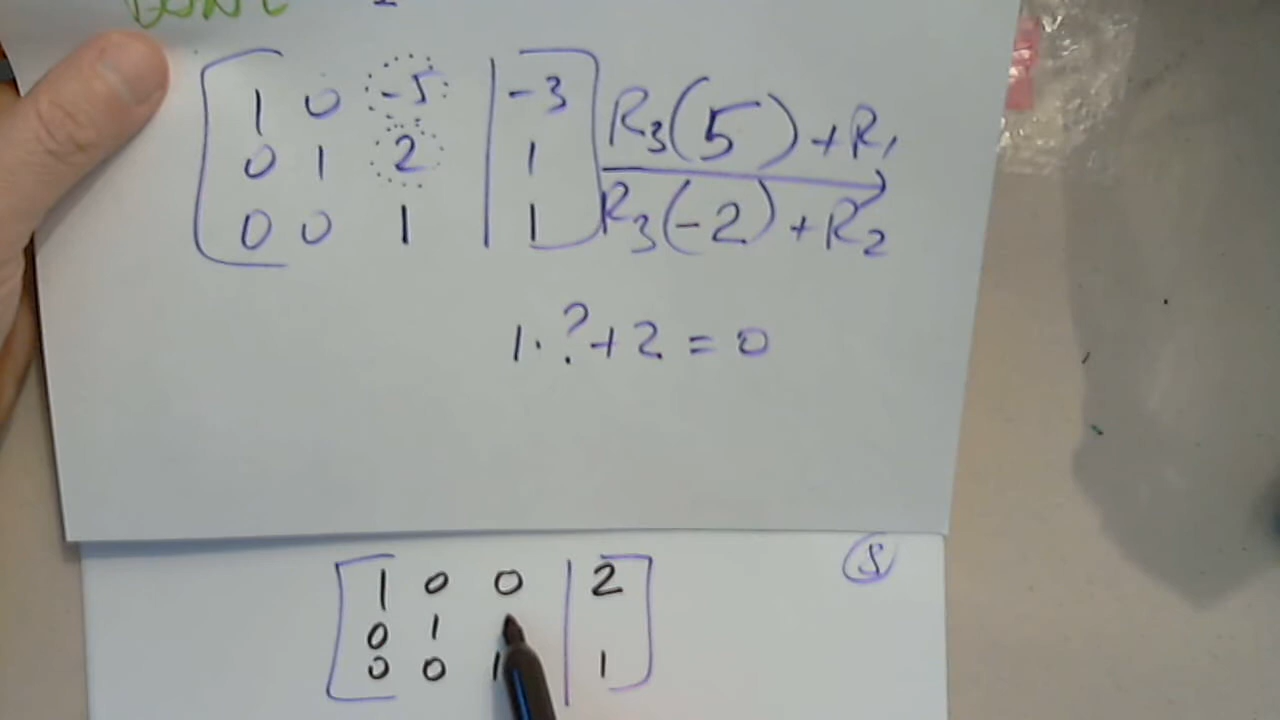 1 0 -5 | -3 R₃(5)+R₁
0 1 2 | 1
0 0 1 | 1 R₃(-2)+R₂
1·?+2=0
1 0 0 | 2
0 1
0 0 1 | 1